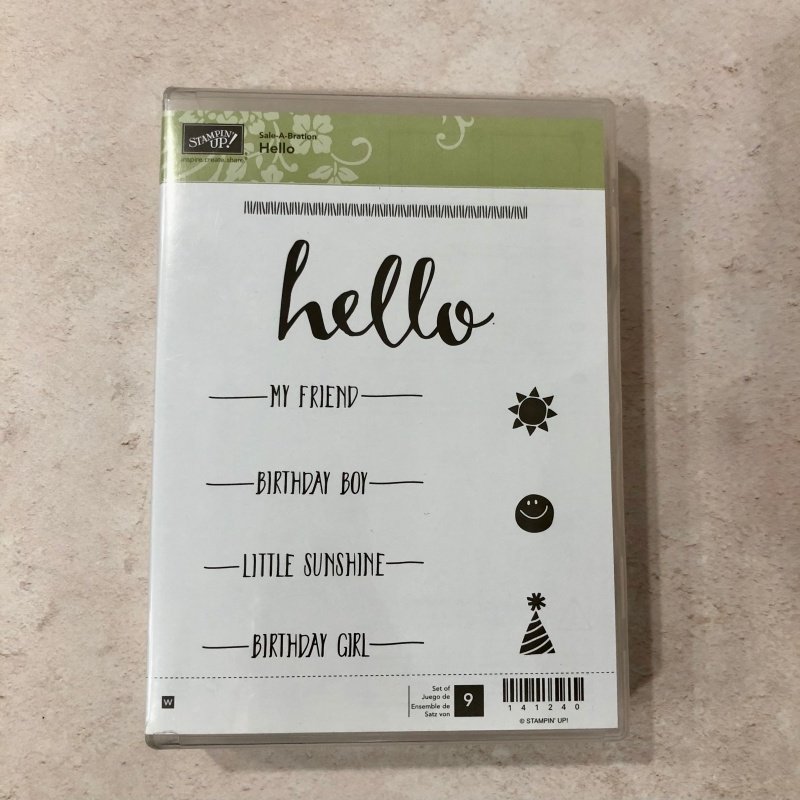 STAMPIN' UP!
inspire.create.share.
Sale-A-Bration
Hello
hello
MY FRIEND
BIRTHDAY BOY
LITTLE SUNSHINE
BIRTHDAY GIRL
W
Set of
Juego de
Ensemble de
Satz von
9
141240
© STAMPIN' UP!